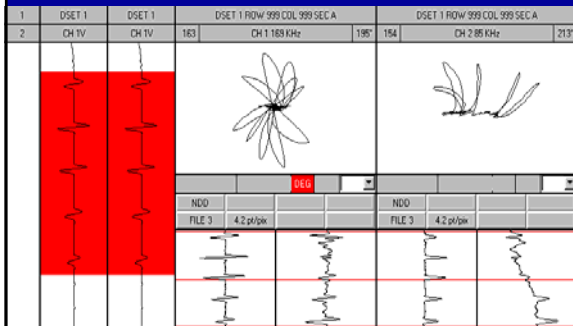 1 DSET 1 DSET 1 DSET 1 ROW 999 COL 999 SEC A DSET 1 ROW 999 COL 999 SEC A
2 CH 1V CH 1V 163 CH 1 169 KHz 195° 154 CH 2 85 KHz 213°
DEG
NDD NDD
FILE 3 4.2 pt/pix FILE 3 4.2 pt/pix